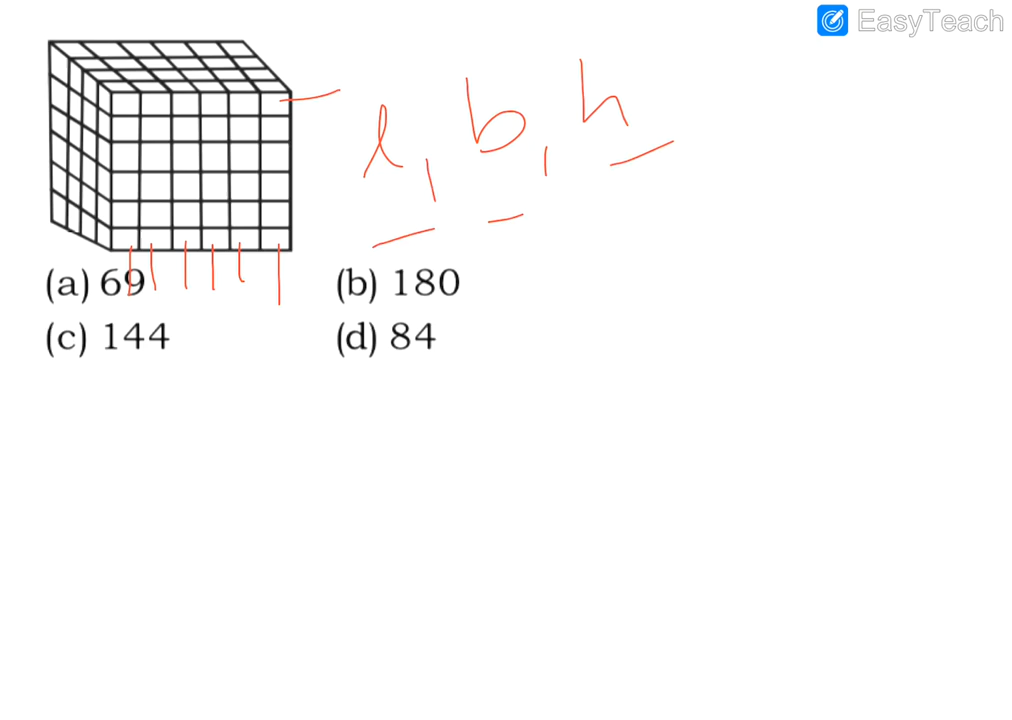 EasyTeach
l, b, h
(a) 69 (b) 180
(c) 144 (d) 84